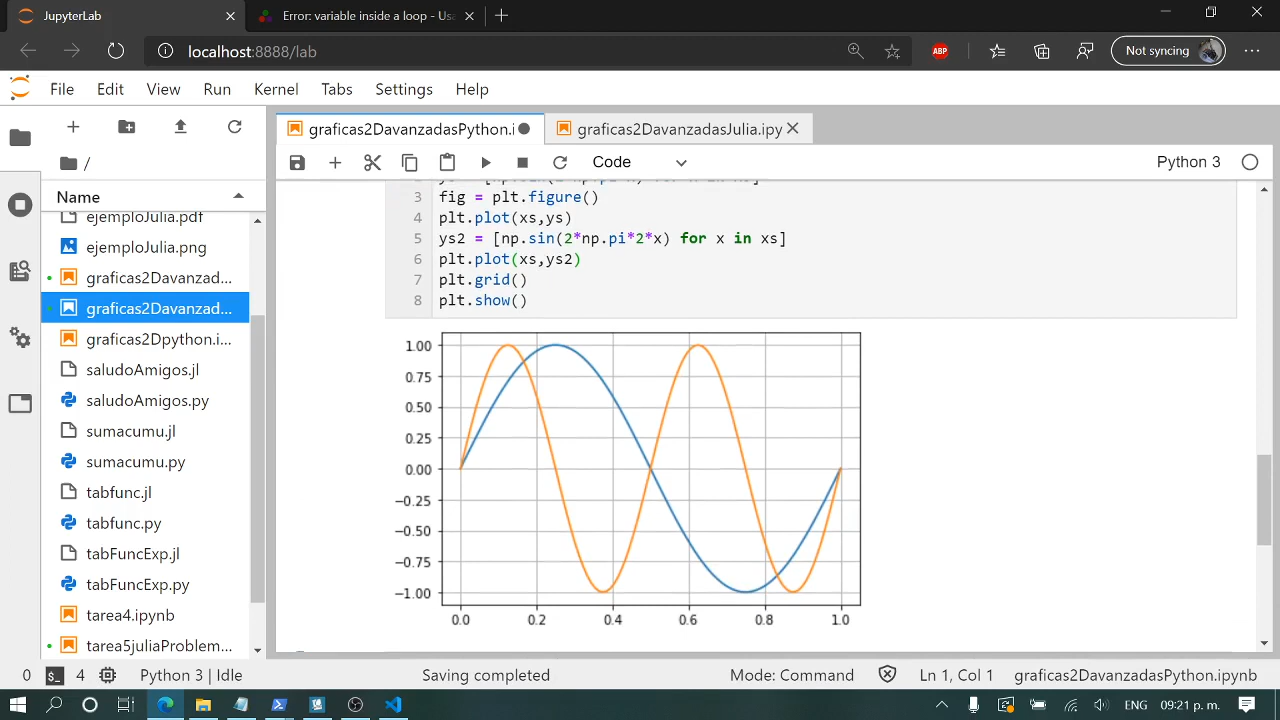 JupyterLab
Error: variable inside a loop - Usa
localhost:8888/lab
ABP
Not syncing
File Edit View Run Kernel Tabs Settings Help
graficas2DavanzadasPython.i
graficas2DavanzadasJulia.ipy
Code
Python 3
/
Name
ejemploJulia.pdf
ejemploJulia.png
graficas2Davanzad...
graficas2Davanzad...
graficas2Dpython.i...
saludoAmigos.jl
saludoAmigos.py
sumacumu.jl
sumacumu.py
tabfunc.jl
tabfunc.py
tabFuncExp.jl
tabFuncExp.py
tarea4.ipynb
tarea5juliaProblem...
3 fig = plt.figure()
4 plt.plot(xs,ys)
5 ys2 = [np.sin(2*np.pi*2*x) for x in xs]
6 plt.plot(xs,ys2)
7 plt.grid()
8 plt.show()
1.00
0.75
0.50
0.25
0.00
−0.25
−0.50
−0.75
−1.00
0.0 0.2 0.4 0.6 0.8 1.0
0 $_ 4 Python 3 | Idle Saving completed Mode: Command Ln 1, Col 1 graficas2DavanzadasPython.ipynb
ENG 09:21 p. m.